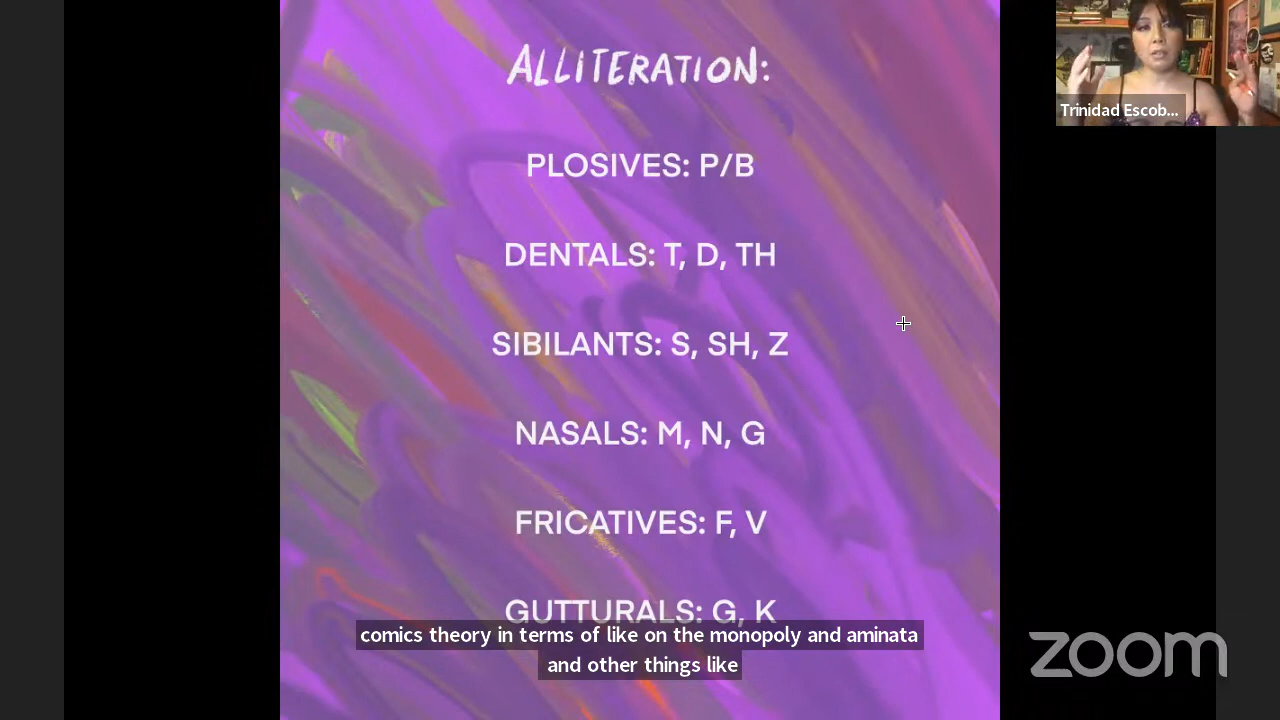 ALLITERATION:
Trinidad Escob...
PLOSIVES: P/B
DENTALS: T, D, TH
SIBILANTS: S, SH, Z
NASALS: M, N, G
FRICATIVES: F, V
GUTTURALS: G, K
comics theory in terms of like on the monopoly and aminata
and other things like
zoom